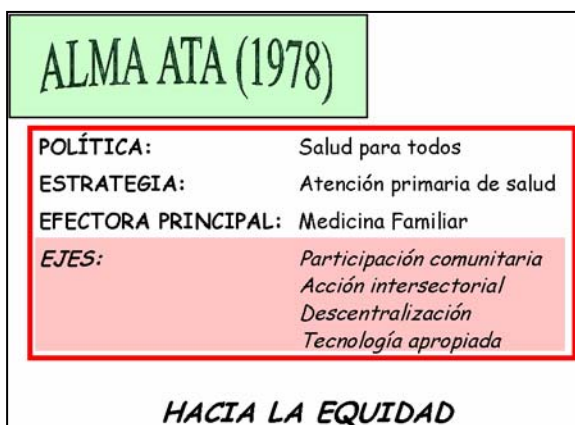 ALMA ATA (1978)
POLÍTICA: Salud para todos
ESTRATEGIA: Atención primaria de salud
EFECTORA PRINCIPAL: Medicina Familiar
EJES: Participación comunitaria
Acción intersectorial
Descentralización
Tecnología apropiada
HACIA LA EQUIDAD